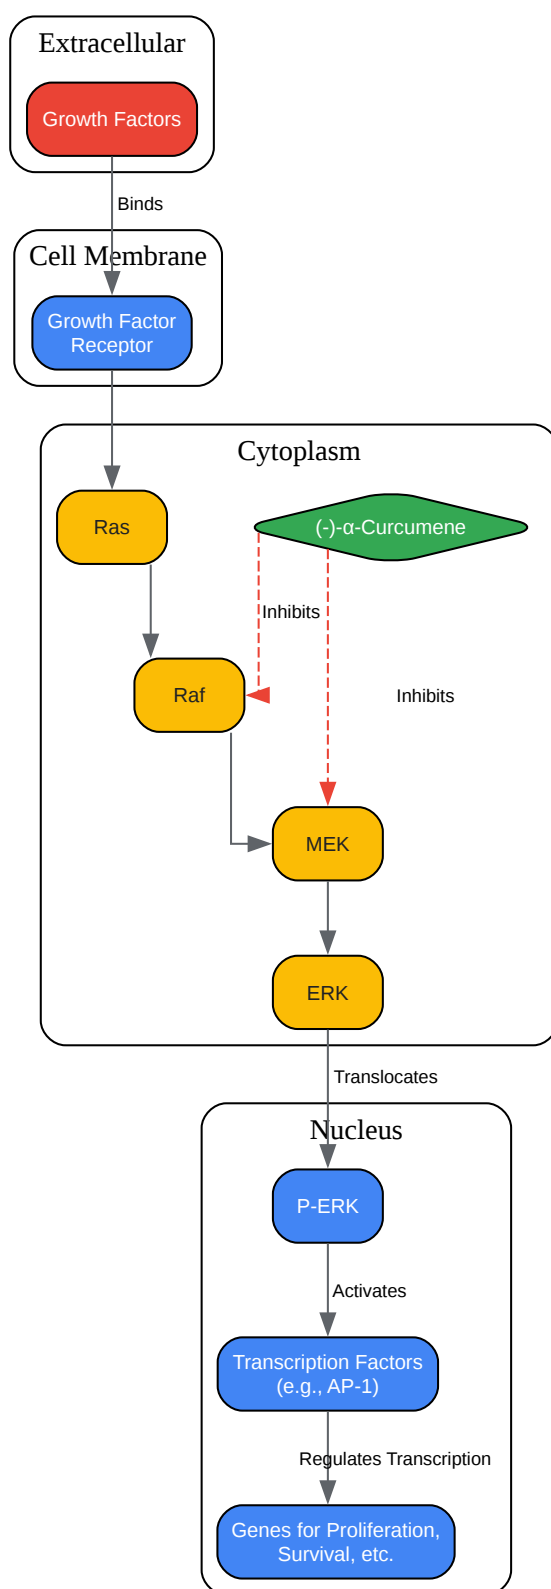 Extracellular
Growth Factors
Binds
Cell Membrane
Growth Factor
Receptor
Cytoplasm
Ras
(-)-α-Curcumene
Inhibits
Raf
Inhibits
MEK
ERK
Translocates
Nucleus
P-ERK
Activates
Transcription Factors
(e.g., AP-1)
Regulates Transcription
Genes for Proliferation,
Survival, etc.